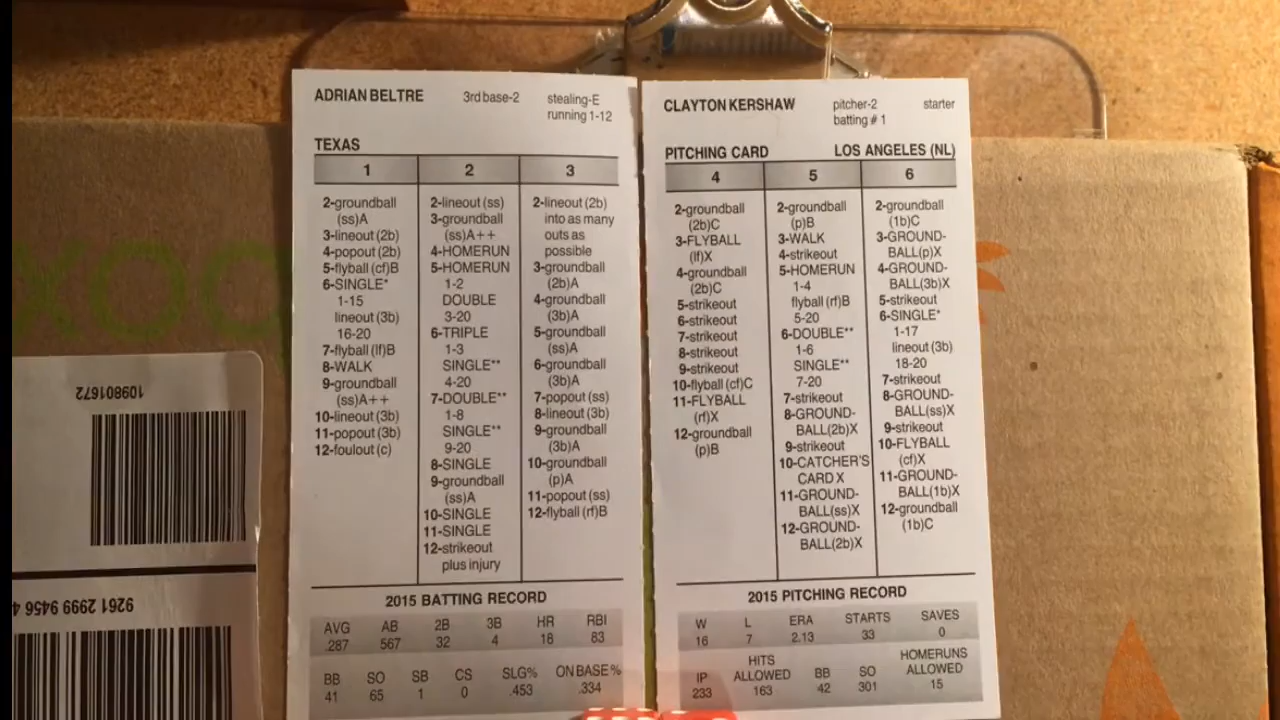 ADRIAN BELTRE 3rd base-2 stealing-E
running 1-12
TEXAS
1 2 3
2-groundball
(ss)A
3-lineout (2b)
4-popout (2b)
5-flyball (cf)B
6-SINGLE*
1-15
lineout (3b)
16-20
7-flyball (lf)B
8-WALK
9-groundball
(ss)A++
10-lineout (3b)
11-popout (3b)
12-foulout (c)
2-lineout (ss)
3-groundball
(ss)A++
4-HOMERUN
5-HOMERUN
1-2
DOUBLE
3-20
6-TRIPLE
1-3
SINGLE**
4-20
7-DOUBLE**
1-8
SINGLE**
9-20
8-SINGLE
9-groundball
(ss)A
10-SINGLE
11-SINGLE
12-strikeout
plus injury
2-lineout (2b)
into as many
outs as
possible
3-groundball
(2b)A
4-groundball
(3b)A
5-groundball
(ss)A
6-groundball
(3b)A
7-popout (ss)
8-lineout (3b)
9-groundball
(3b)A
10-groundball
(p)A
11-popout (ss)
12-flyball (rf)B
2015 BATTING RECORD
AVG AB 2B 3B HR RBI
.287 567 32 4 18 83
BB SO SB CS SLG% ON BASE%
41 65 1 0 .453 .334
CLAYTON KERSHAW pitcher-2 starter
batting # 1
PITCHING CARD LOS ANGELES (NL)
4 5 6
2-groundball
(2b)C
3-FLYBALL
(lf)X
4-groundball
(2b)C
5-strikeout
6-strikeout
7-strikeout
8-strikeout
9-strikeout
10-flyball (cf)C
11-FLYBALL
(rf)X
12-groundball
(p)B
2-groundball
(p)B
3-WALK
4-strikeout
5-HOMERUN
1-4
flyball (rf)B
5-20
6-DOUBLE**
1-6
SINGLE**
7-20
7-strikeout
8-GROUND-
BALL(2b)X
9-strikeout
10-CATCHER'S
CARD X
11-GROUND-
BALL(ss)X
12-GROUND-
BALL(2b)X
2-groundball
(1b)C
3-GROUND-
BALL(p)X
4-GROUND-
BALL(3b)X
5-strikeout
6-SINGLE*
1-17
lineout (3b)
18-20
7-strikeout
8-GROUND-
BALL(ss)X
9-strikeout
10-FLYBALL
(cf)X
11-GROUND-
BALL(1b)X
12-groundball
(1b)C
2015 PITCHING RECORD
W L ERA STARTS SAVES
16 7 2.13 33 0
IP HITS ALLOWED BB SO HOMERUNS ALLOWED
233 163 42 301 15
109801672
9261 2999 9456 4